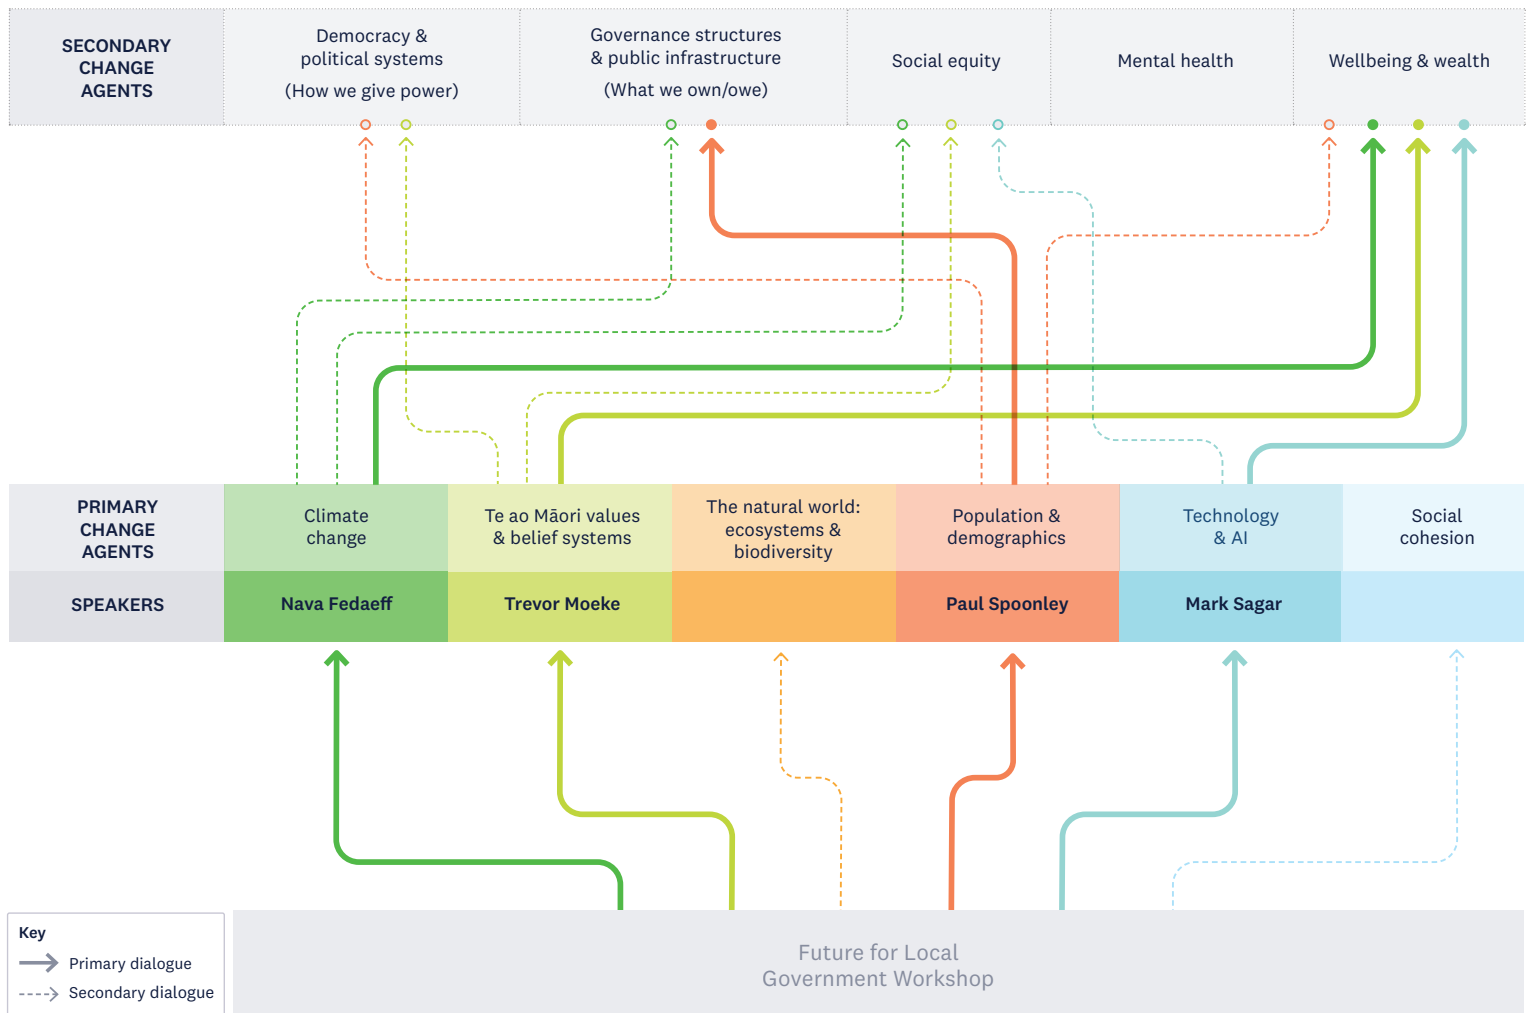 SECONDARY
CHANGE
AGENTS
Democracy &
political systems
(How we give power)
Governance structures
& public infrastructure
(What we own/owe)
Social equity
Mental health
Wellbeing & wealth
PRIMARY
CHANGE
AGENTS
Climate
change
Te ao Māori values
& belief systems
The natural world:
ecosystems &
biodiversity
Population &
demographics
Technology
& AI
Social
cohesion
SPEAKERS
Nava Fedaeff
Trevor Moeke
Paul Spoonley
Mark Sagar
Key
Primary dialogue
Secondary dialogue
Future for Local
Government Workshop